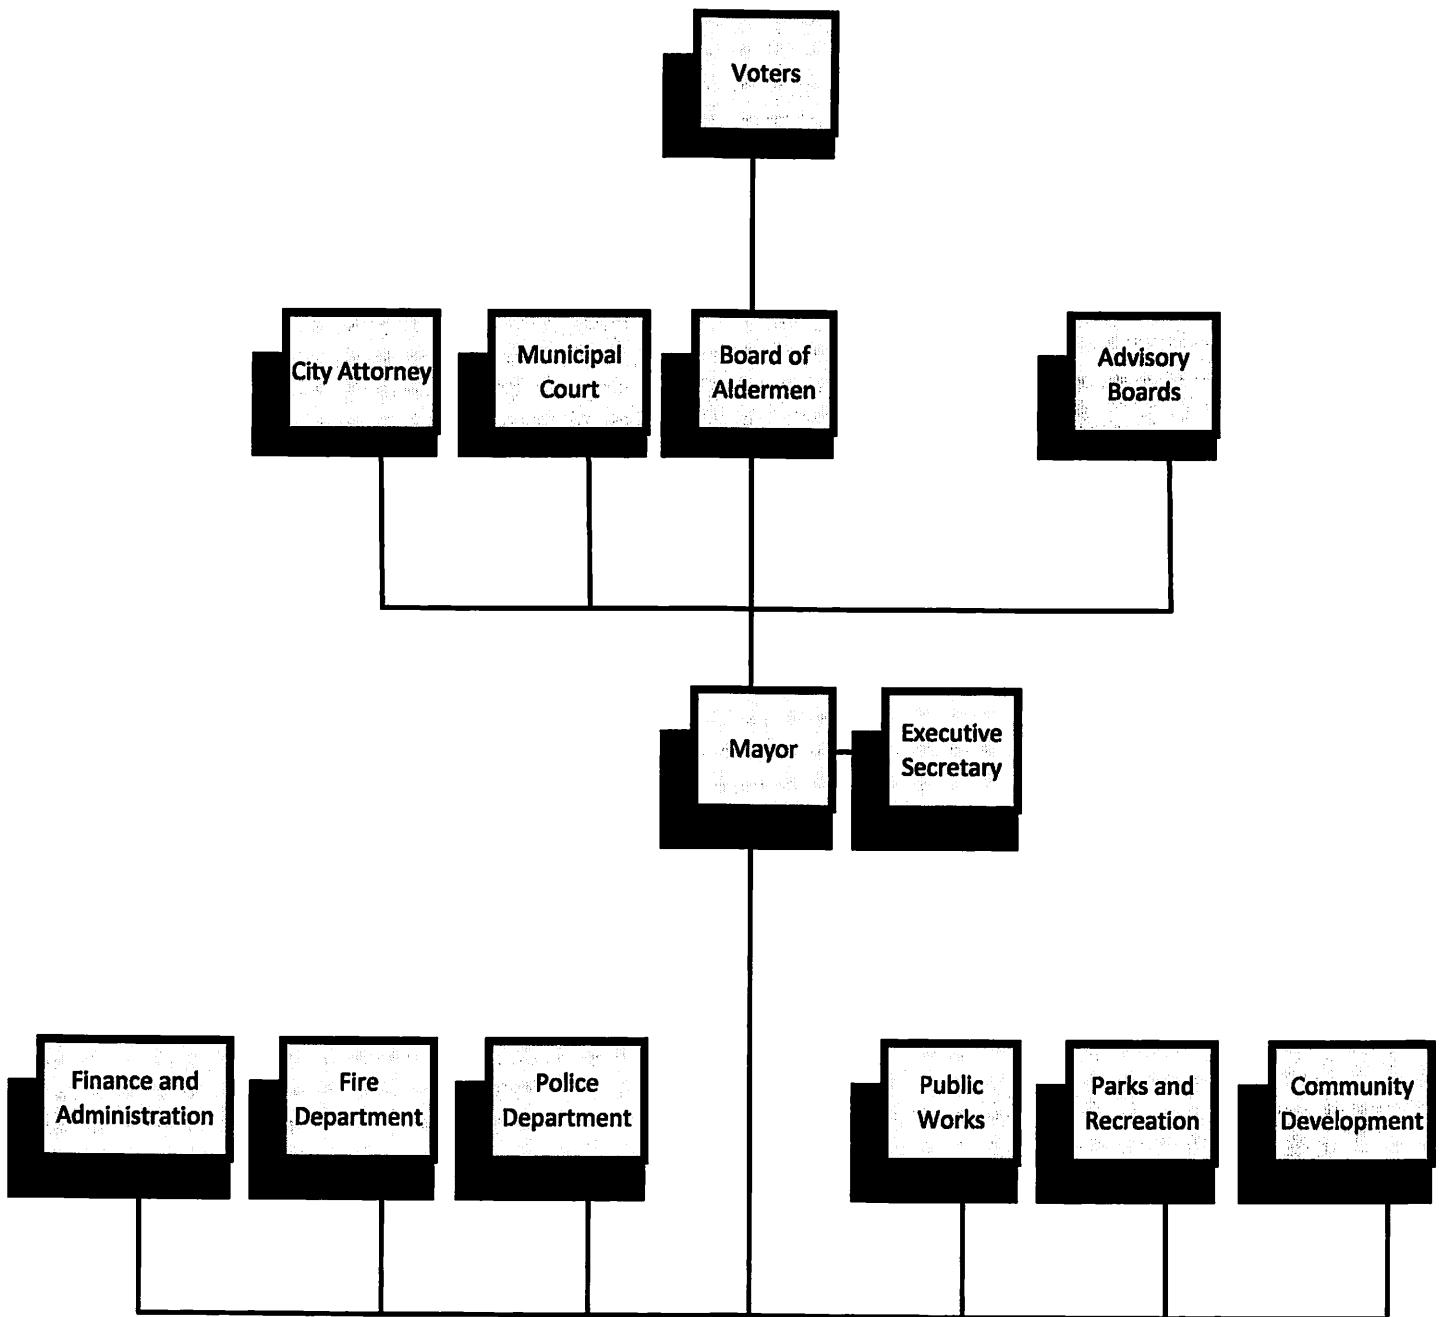 Voters
City Attorney
Municipal
Court
Board of
Aldermen
Advisory
Boards
Mayor
Executive
Secretary
Finance and
Administration
Fire
Department
Police
Department
Public
Works
Parks and
Recreation
Community
Development